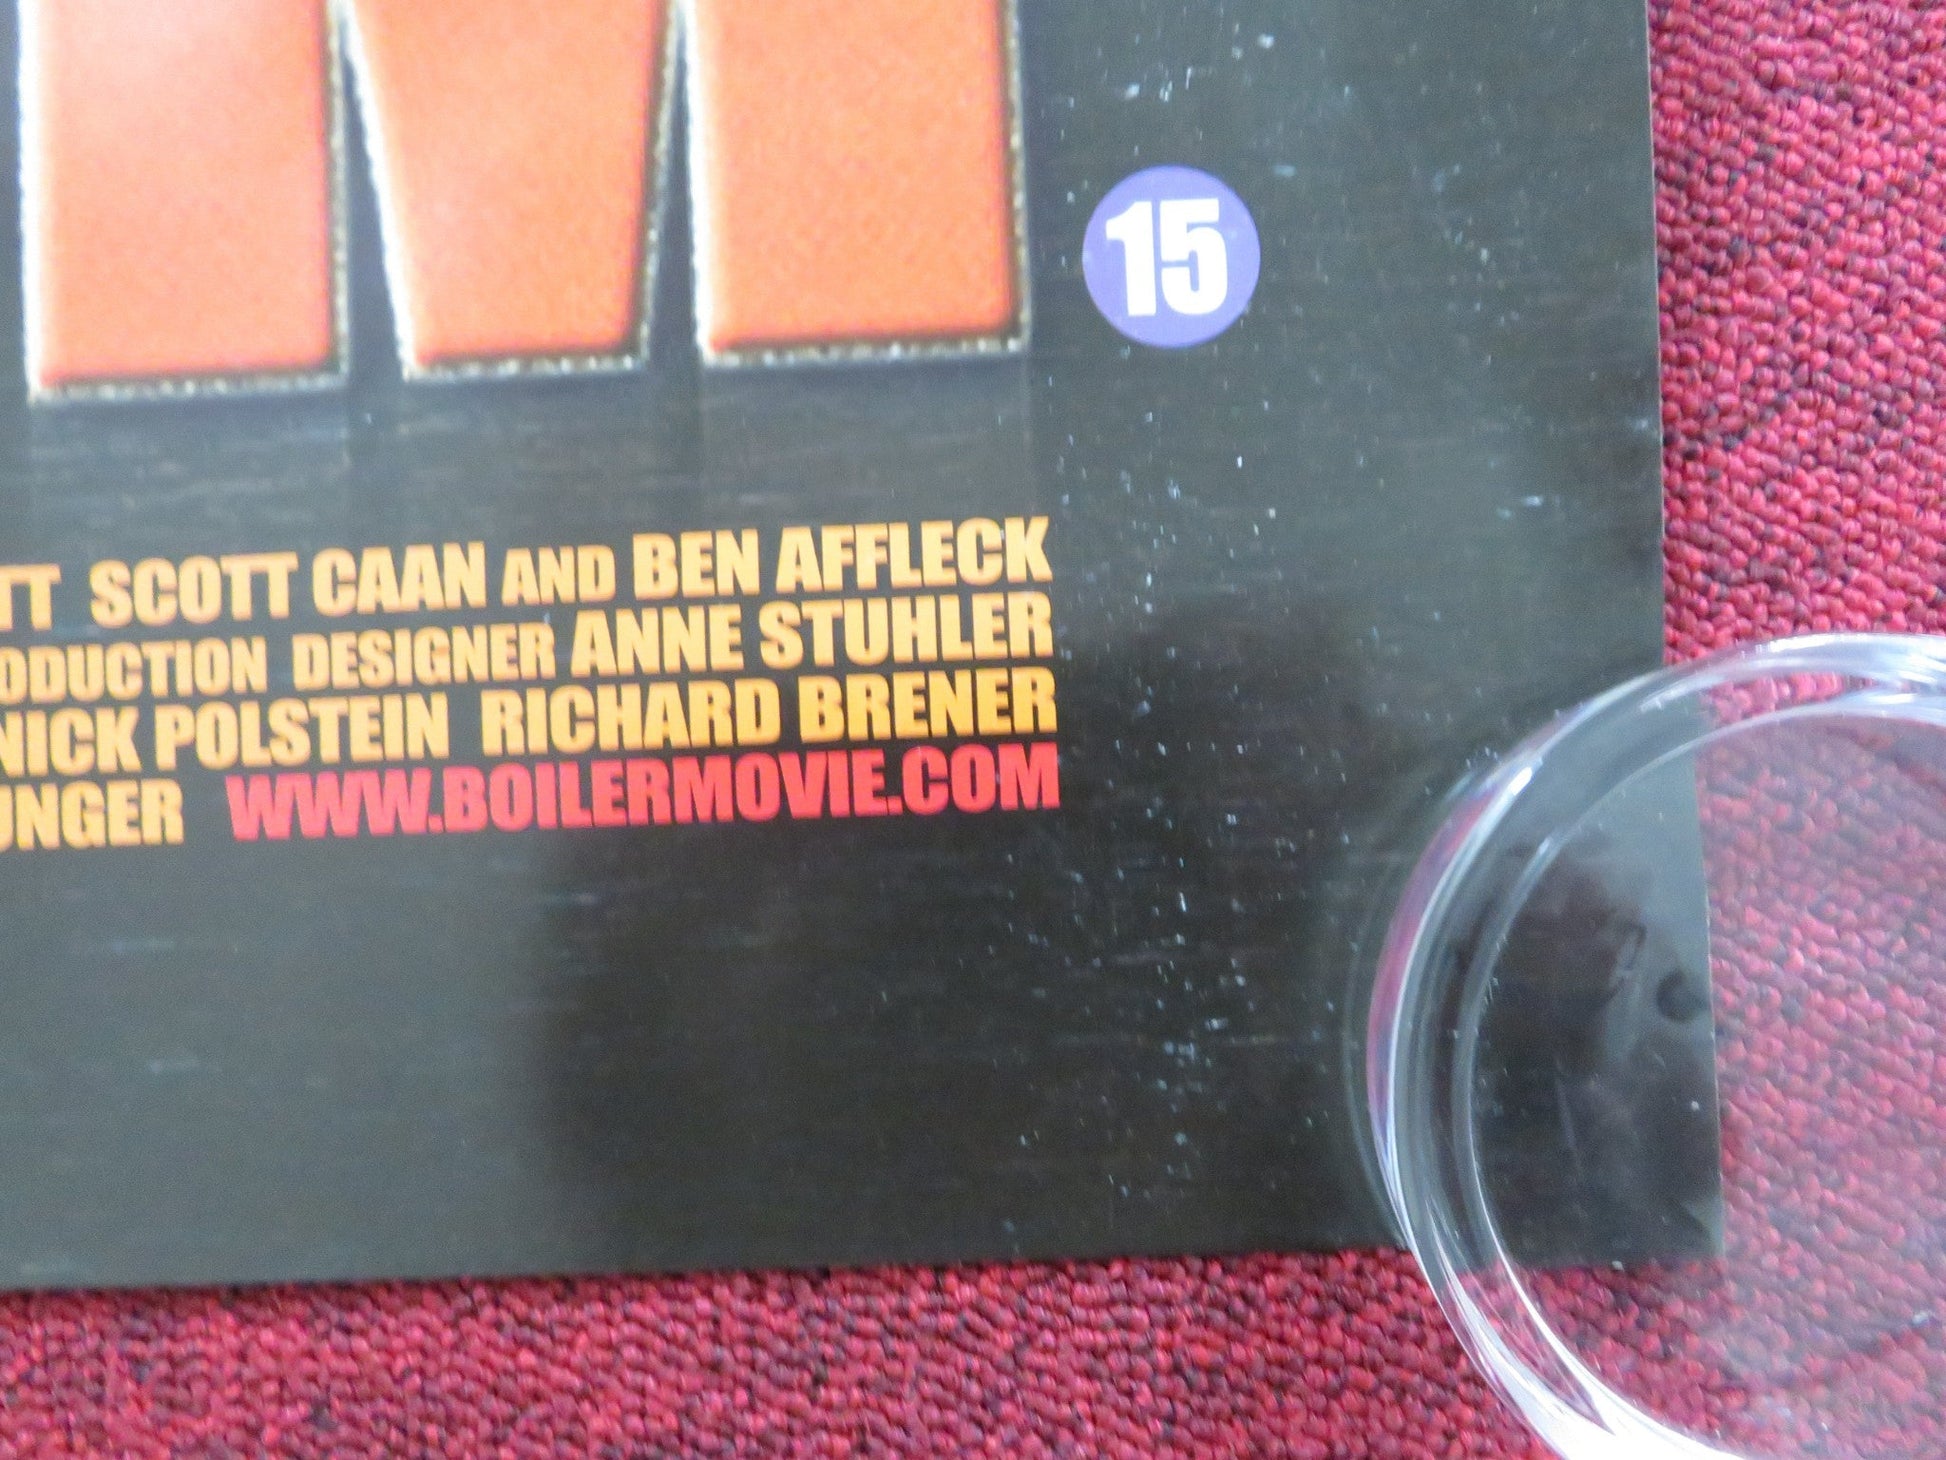 M
15
TT SCOTT CAAN AND BEN AFFLECK
ODUCTION DESIGNER ANNE STUHLER
NICK POLSTEIN RICHARD BRENER
UNGER WWW.BOILERMOVIE.COM